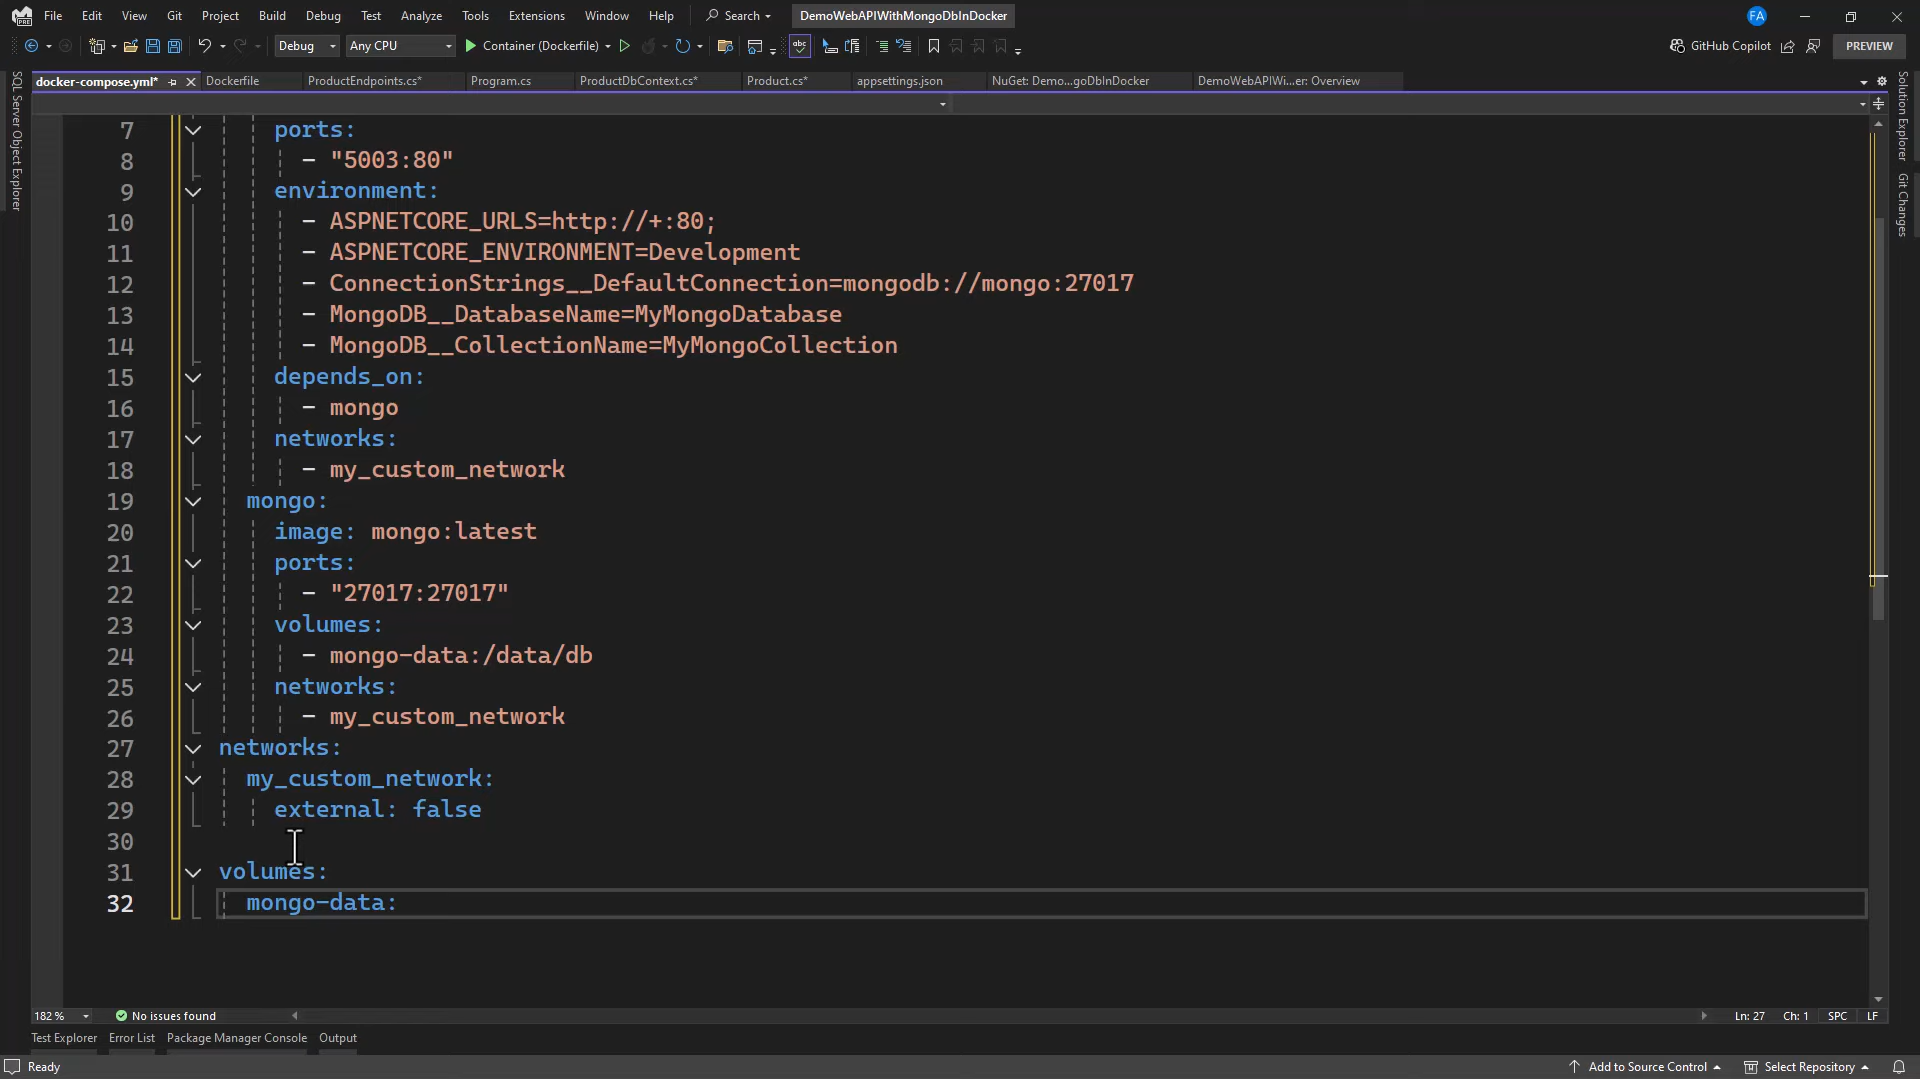 File Edit View Git Project Build Debug Test Analyze Tools Extensions Window Help Search DemoWebAPIWithMongoDbInDocker FA
Debug Any CPU Container (Dockerfile) abc GitHub Copilot PREVIEW
docker-compose.yml* Dockerfile ProductEndpoints.cs* Program.cs ProductDbContext.cs* Product.cs* appsettings.json NuGet: Demo...goDbInDocker DemoWebAPIWi...er: Overview
SQL Server Object Explorer
Solution Explorer
Git Changes
7 ports:
8 - "5003:80"
9 environment:
10 - ASPNETCORE_URLS=http://+:80;
11 - ASPNETCORE_ENVIRONMENT=Development
12 - ConnectionStrings__DefaultConnection=mongodb://mongo:27017
13 - MongoDB__DatabaseName=MyMongoDatabase
14 - MongoDB__CollectionName=MyMongoCollection
15 depends_on:
16 - mongo
17 networks:
18 - my_custom_network
19 mongo:
20 image: mongo:latest
21 ports:
22 - "27017:27017"
23 volumes:
24 - mongo-data:/data/db
25 networks:
26 - my_custom_network
27 networks:
28 my_custom_network:
29 external: false
30
31 volumes:
32 mongo-data:
182 % No issues found Ln: 27 Ch: 1 SPC LF
Test Explorer Error List Package Manager Console Output
Ready Add to Source Control Select Repository